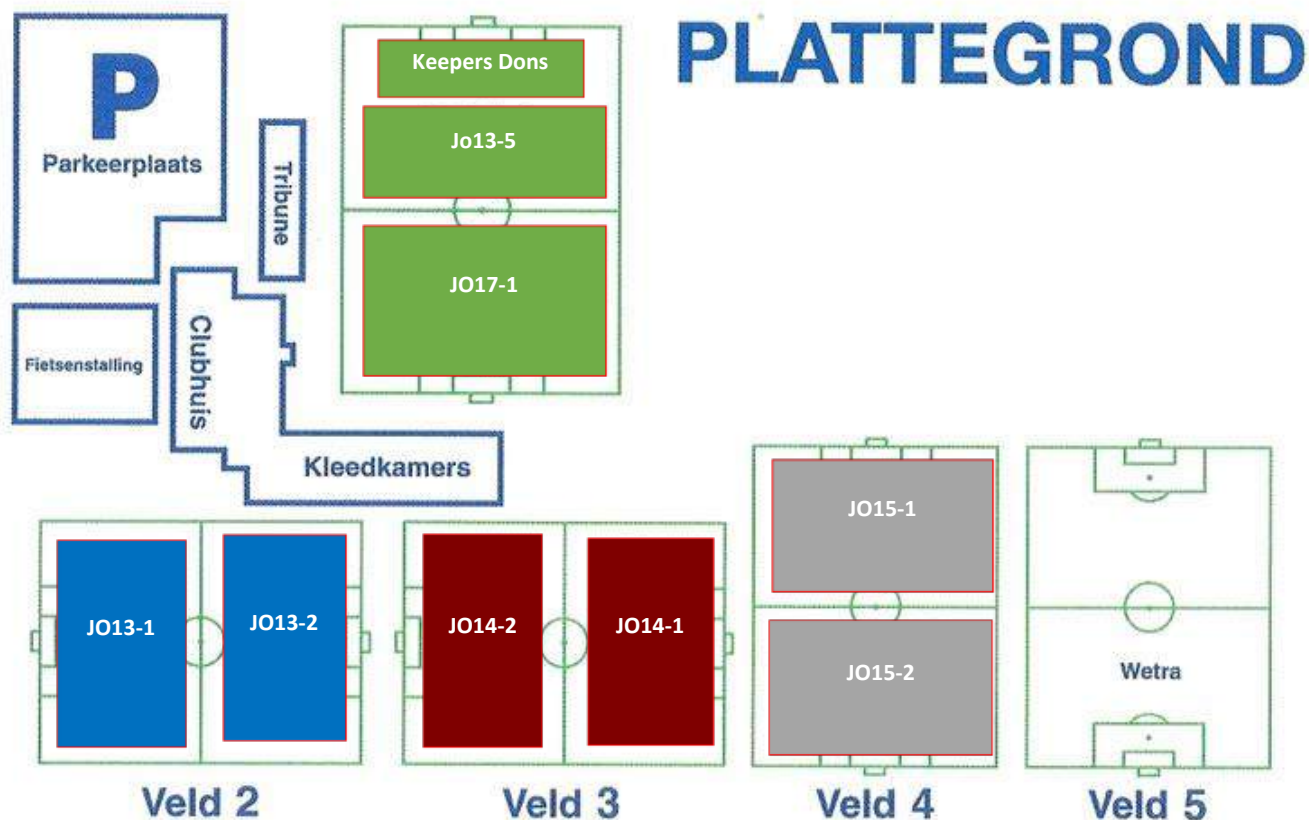 PLATTEGROND
P
Parkeerplaats
Tribune
Keepers Dons
Jo13-5
JO17-1
Fietsenstalling
Clubhuis
Kleedkamers
JO13-1
JO13-2
JO14-2
JO14-1
JO15-1
JO15-2
Wetra
Veld 2
Veld 3
Veld 4
Veld 5